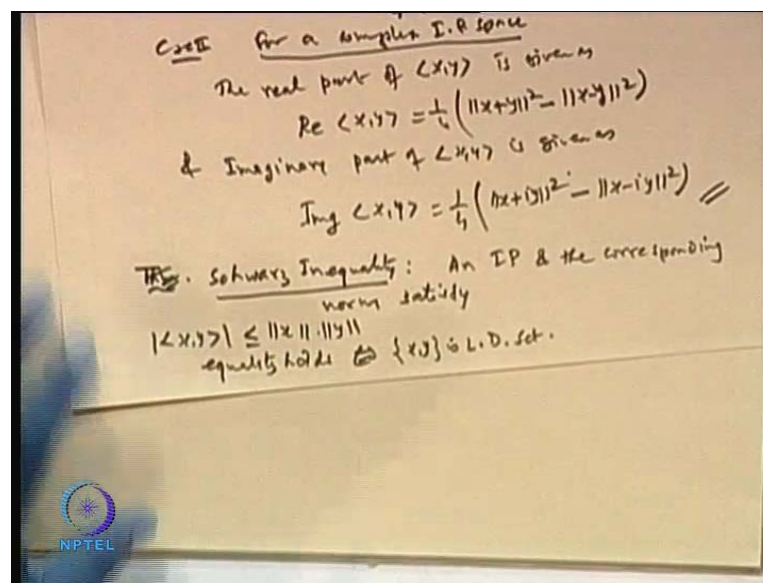 Case II for a complex I.P. space
The real part of <x,y> is given as
Re <x,y> = 1/4 (||x+y||² - ||x-y||²)
& Imaginary part of <x,y> is given as
Img <x,y> = 1/4 (||x+iy||² - ||x-iy||²)
Schwarz Inequality: An IP & the corresponding
norm satisfy
|<x,y>| ≤ ||x||.||y||
equality holds ⇔ {x,y} is L.D. set.
NPTEL